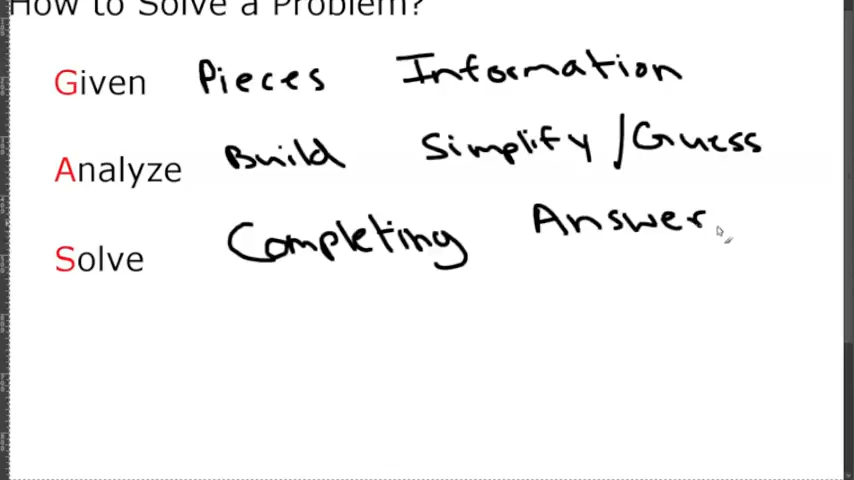 How to Solve a Problem?
Given Pieces Information
Analyze Build Simplify/Guess
Solve Completing Answer